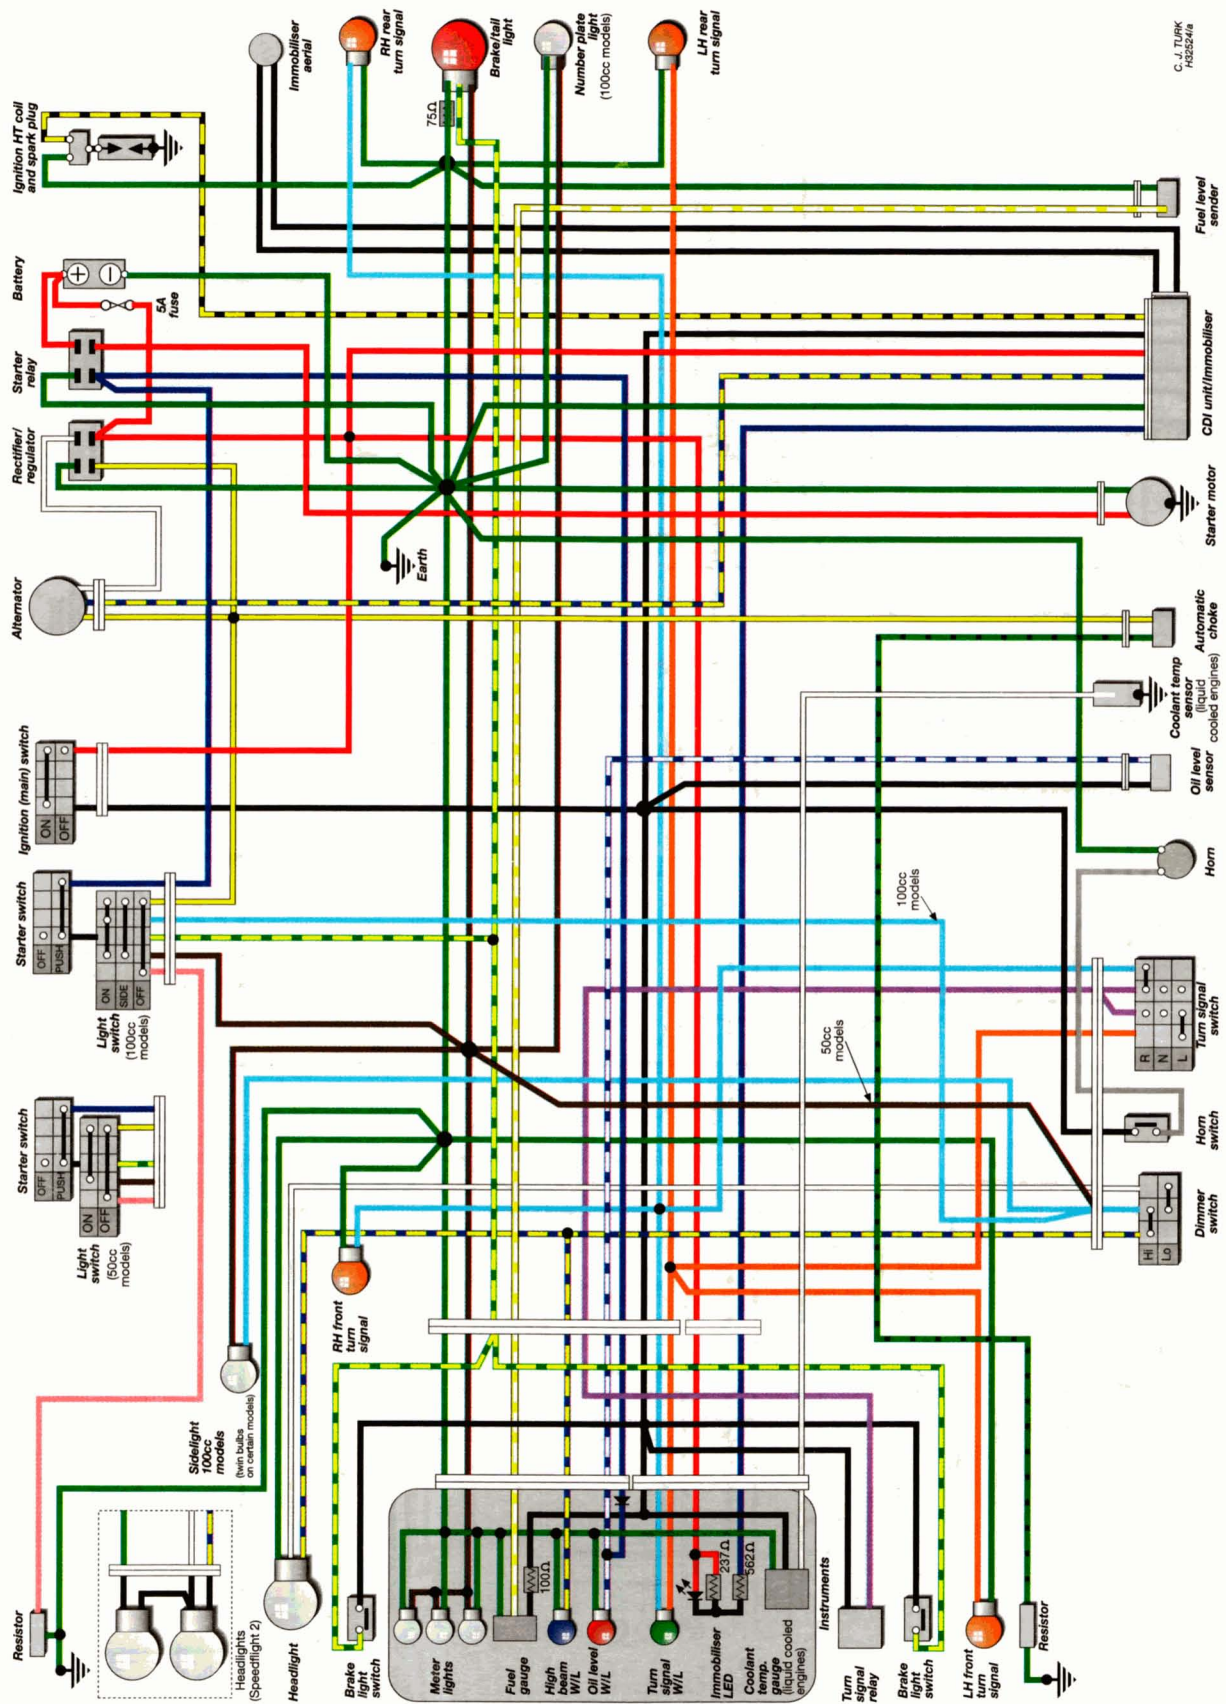 Resistor
Headlights
(Speedflight 2)
Sidelight
100cc
models
(twin bulbs
on certain models)
Light
switch
(50cc
models)
ON
OFF
Starter switch
OFF
PUSH
Light
switch
(100cc
models)
ON
SIDE
OFF
Starter switch
OFF
PUSH
Ignition (main) switch
ON
OFF
Alternator
Rectifier/
regulator
Starter
relay
Battery
5A
fuse
Ignition HT coil
and spark plug
Immobiliser
aerial
RH rear
turn signal
Brake/tail
light
75Ω
Number plate
light
(100cc models)
LH rear
turn signal
C. J. TURK
H32524/a
Headlight
Brake
light
switch
RH front
turn
signal
Earth
Meter
lights
Fuel
gauge
100Ω
High
beam
W/L
Oil level
W/L
Turn
signal
W/L
Immobiliser
LED
237Ω
562Ω
Coolant
temp.
gauge
(liquid cooled
engines)
Instruments
Turn
signal
relay
Brake
light
switch
LH front
turn
signal
Resistor
50cc
models
100cc
models
Dimmer
switch
Hi
Lo
Horn
switch
Turn signal
switch
R
N
L
Horn
Oil level
sensor
Coolant temp
sensor
(liquid
cooled engines)
Automatic
choke
Starter motor
CDI unit/immobiliser
Fuel level
sender